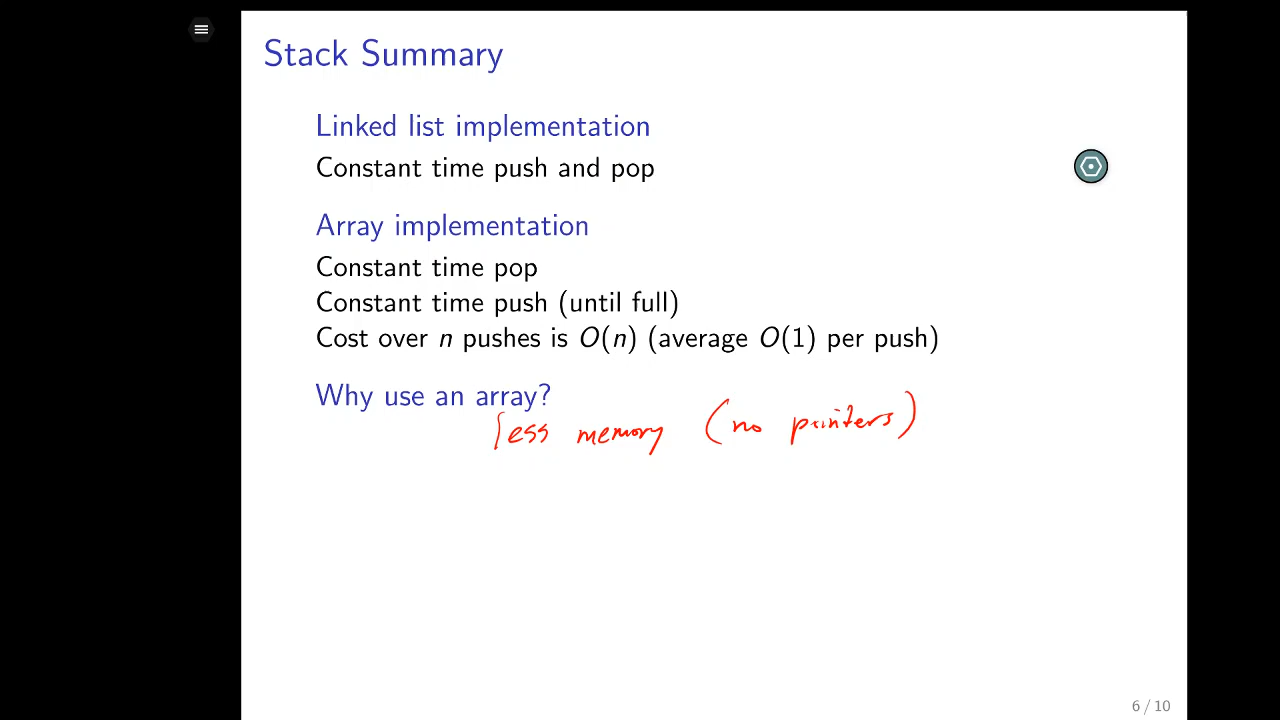 Stack Summary
Linked list implementation
Constant time push and pop
Array implementation
Constant time pop
Constant time push (until full)
Cost over n pushes is O(n) (average O(1) per push)
Why use an array?
less memory (no pointers)
6 / 10